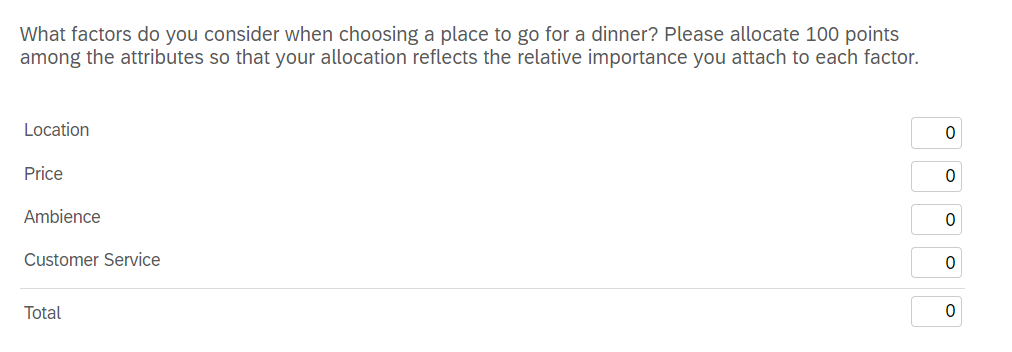 What factors do you consider when choosing a place to go for a dinner? Please allocate 100 points
among the attributes so that your allocation reflects the relative importance you attach to each factor.
Location 0
Price 0
Ambience 0
Customer Service 0
Total 0